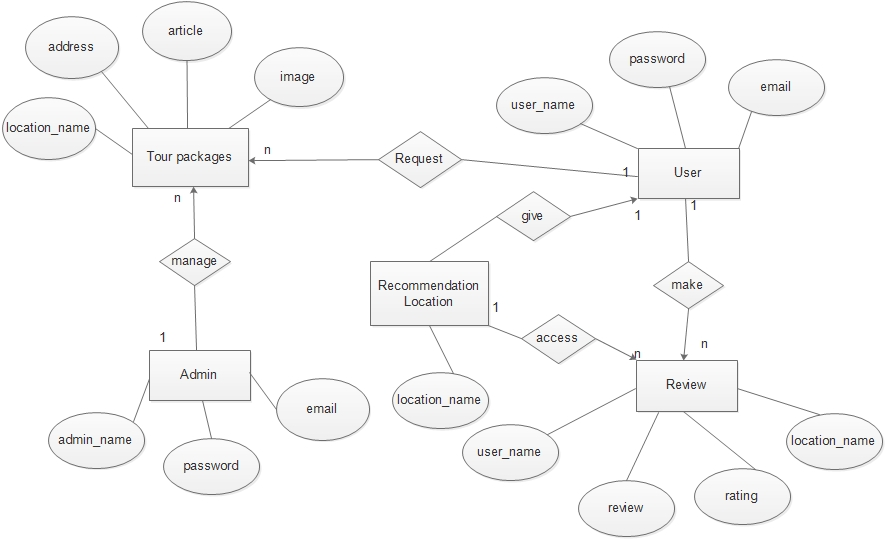 article
address
password
image
email
user_name
location_name
Tour packages
n
Request
1
User
n
give
1
1
manage
Recommendation
Location
make
1
1
access
n
n
Admin
Review
location_name
email
admin_name
location_name
user_name
password
rating
review